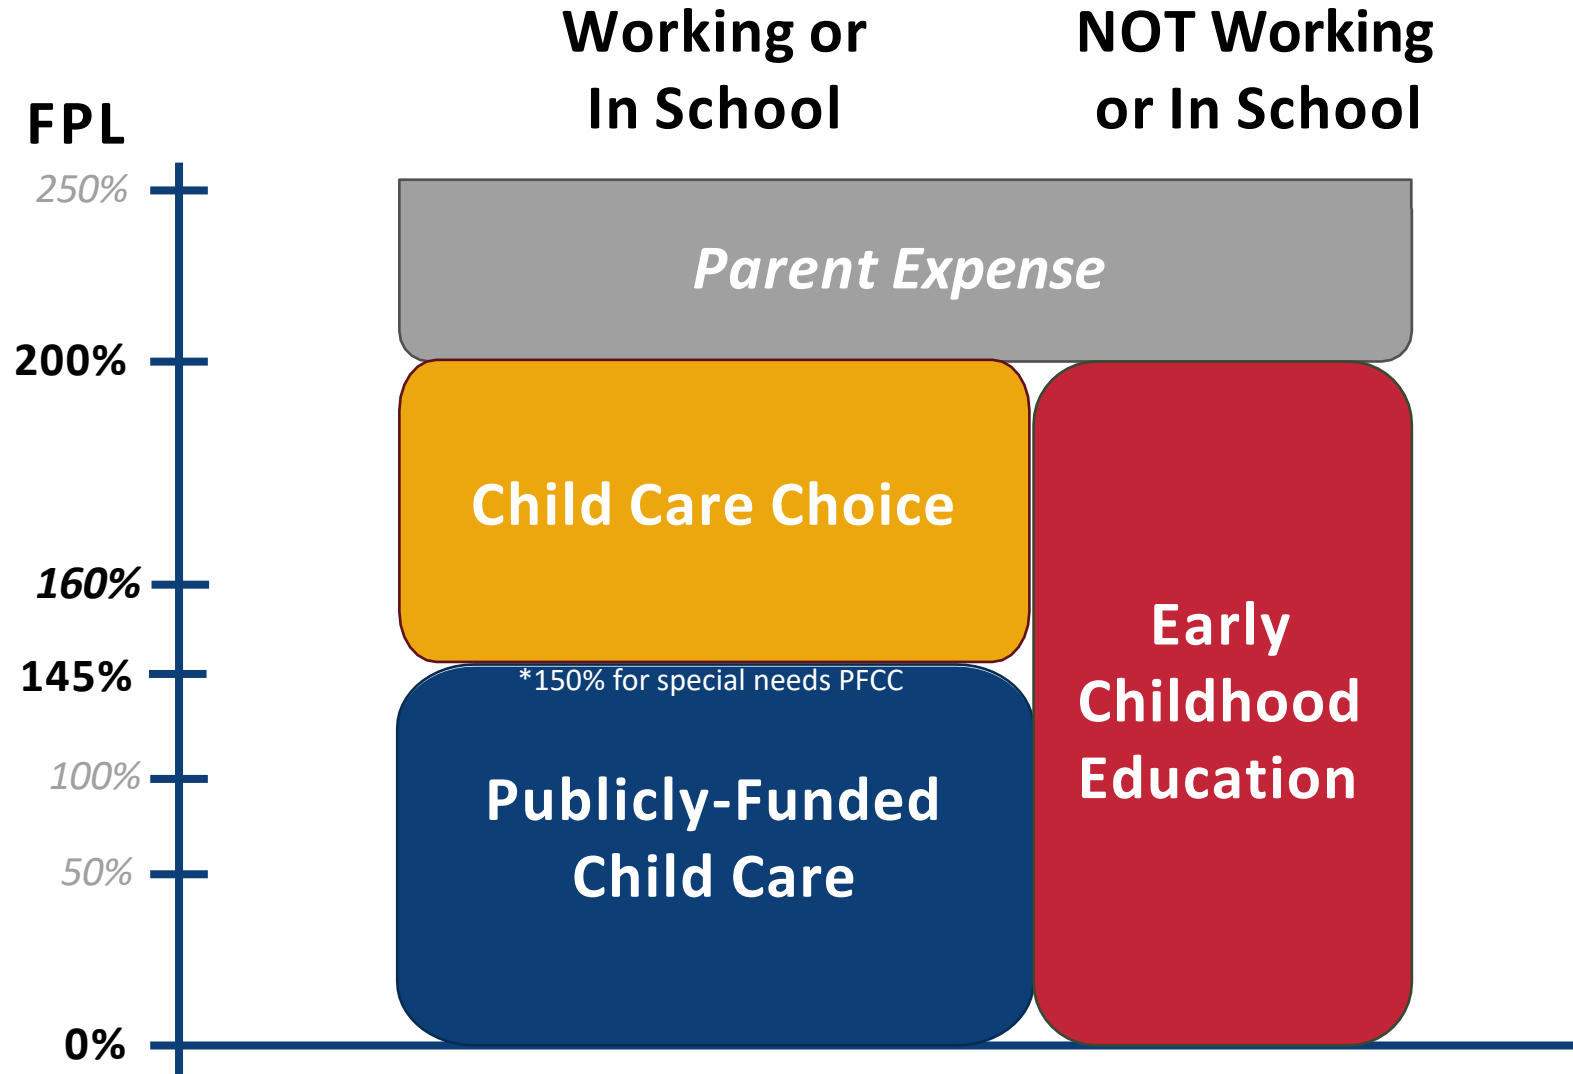 Working or
In School
NOT Working
or In School
FPL
250%
200%
160%
145%
100%
50%
0%
Parent Expense
Child Care Choice
*150% for special needs PFCC
Publicly-Funded
Child Care
Early
Childhood
Education